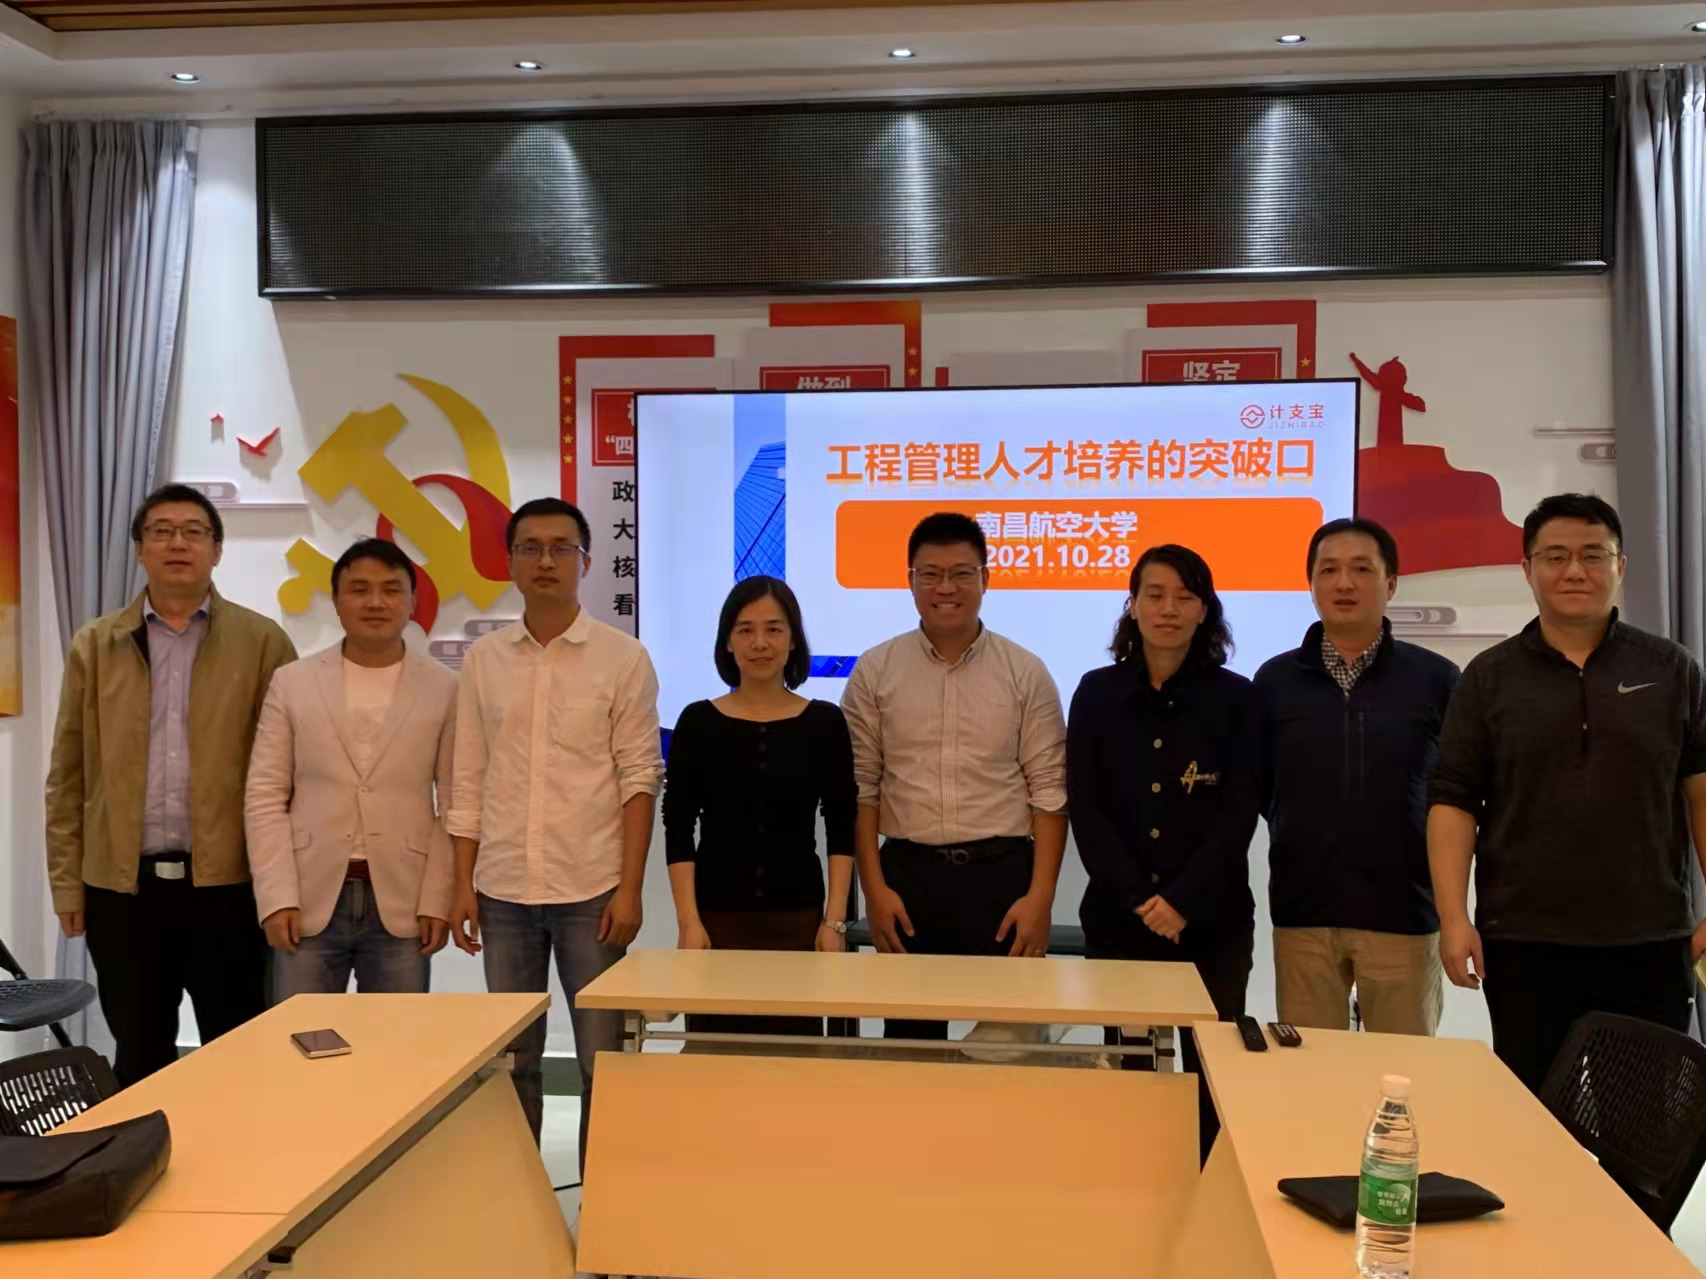 做到
坚定
"四
政
大
核
看
计支宝
JIZHIBAO
工程管理人才培养的突破口
南昌航空大学
2021.10.28